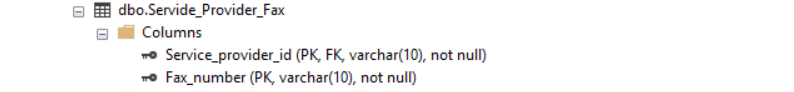 dbo.Servide_Provider_Fax
Columns
Service_provider_id (PK, FK, varchar(10), not null)
Fax_number (PK, varchar(10), not null)